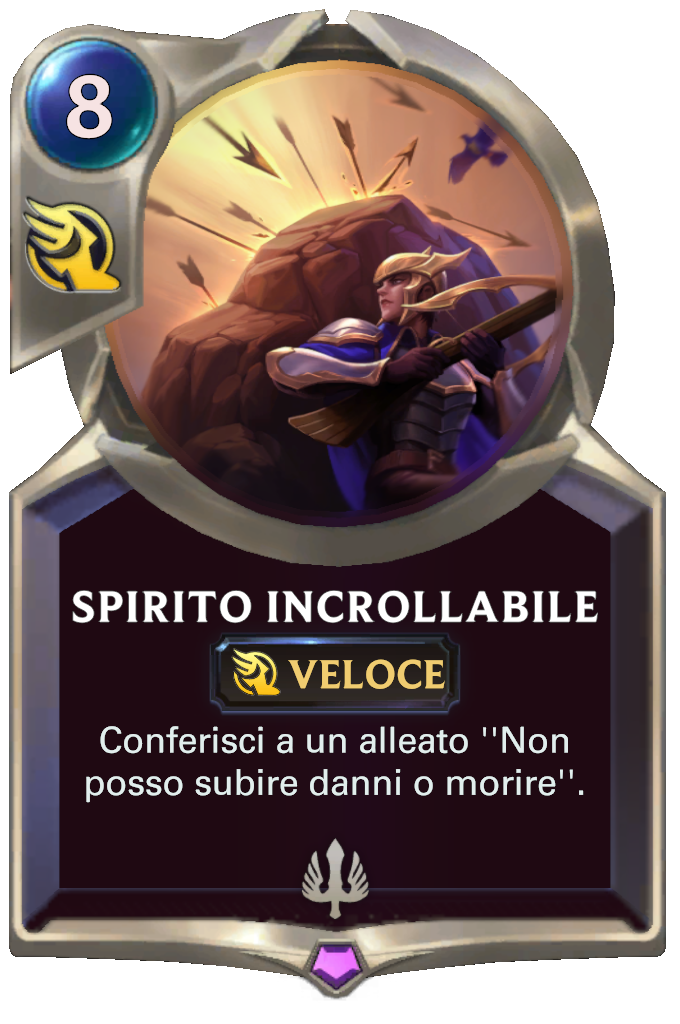 8
SPIRITO INCROLLABILE
VELOCE
Conferisci a un alleato ''Non
posso subire danni o morire''.